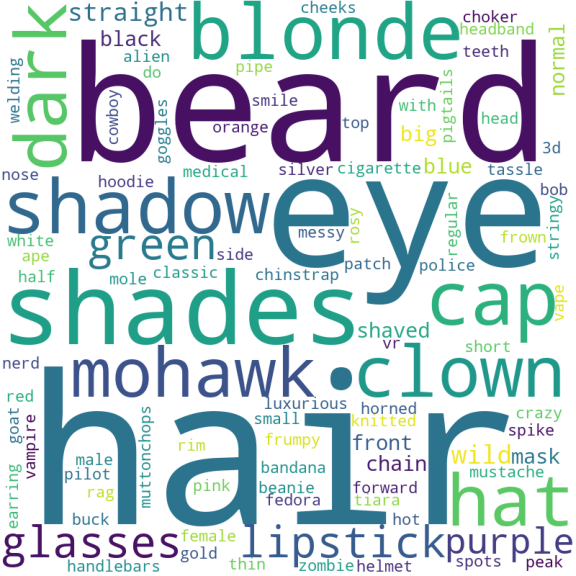 straight
cheeks
choker
headband
blonde
dark
black
alien
do
pipe
teeth
normal
welding
beard
cowboy
goggles
smile
orange
top
with
big
pigtails
head
3d
nose
hoodie
medical
silver
cigarette
blue
tassle
bob
shadow
eye
messy
rosy
regular
frown
stringy
white
ape
green
side
half
mole
classic
chinstrap
patch
police
shades
cap
vape
shaved
vr
short
nerd
mohawk
clown
hair
red
goat
vampire
luxurious
small
horned
knitted
crazy
spike
male
pilot
rag
muttonchops
rim
frumpy
front
wild
mask
bandana
chain
mustache
earring
pink
beanie
forward
fedora
tiara
hat
buck
hot
glasses
female
gold
lipstick
purple
handlebars
thin
zombie
helmet
spots
peak